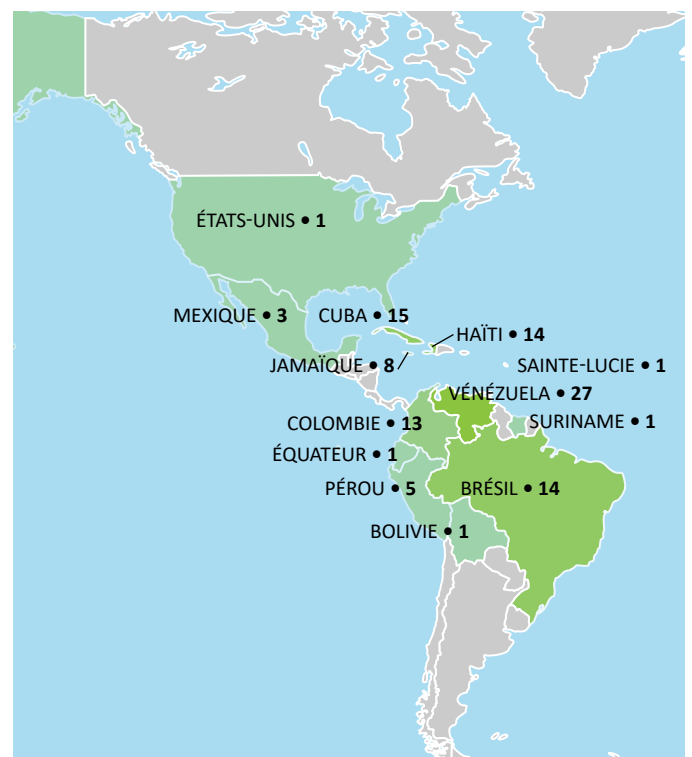 ÉTATS-UNIS • 1
MEXIQUE • 3
CUBA • 15
HAÏTI • 14
JAMAÏQUE • 8
SAINTE-LUCIE • 1
VÉNÉZUELA • 27
COLOMBIE • 13
SURINAME • 1
ÉQUATEUR • 1
PÉROU • 5
BRÉSIL • 14
BOLIVIE • 1